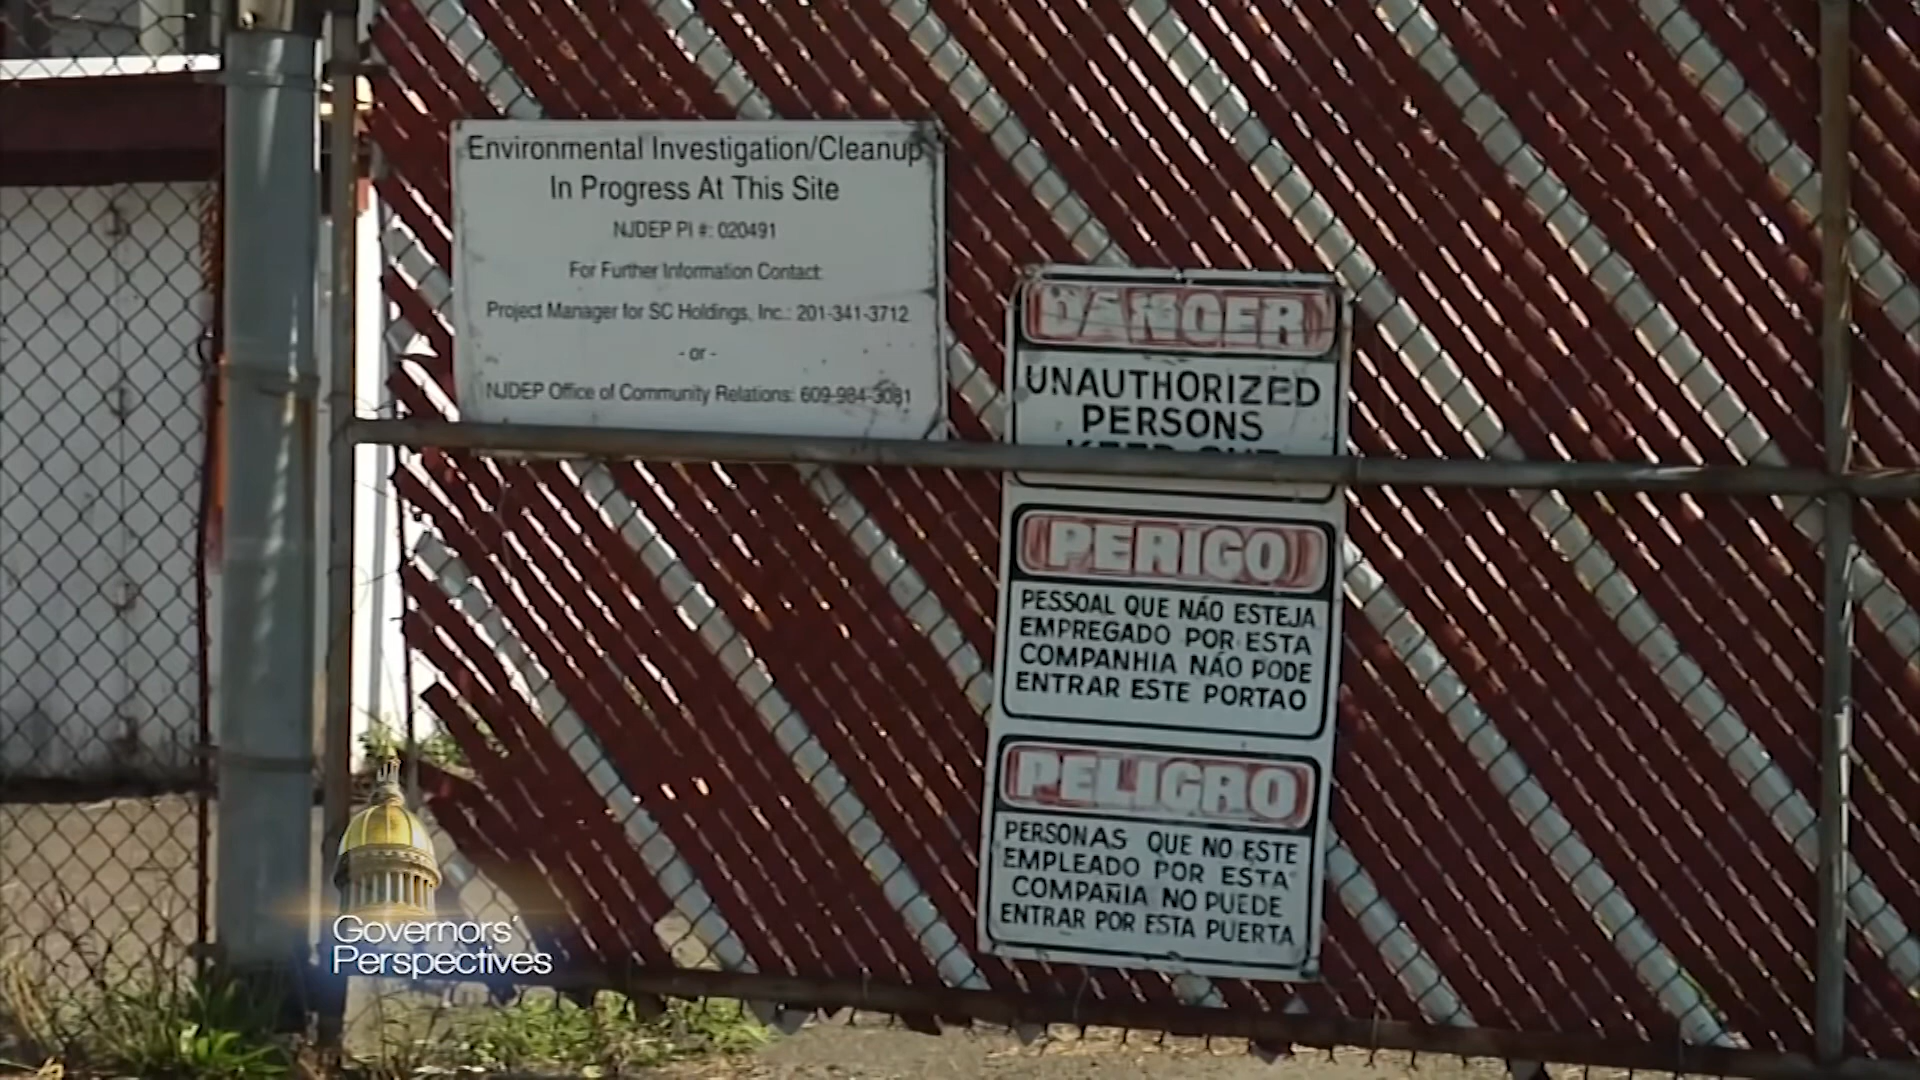 Environmental Investigation/Cleanup
In Progress At This Site
NJDEP PI #: 020491
For Further Information Contact:
Project Manager for SC Holdings, Inc.: 201-341-3712
- or -
NJDEP Office of Community Relations: 609-984-3081
DANGER
UNAUTHORIZED
PERSONS
KEEP OUT
PERIGO
PESSOAL QUE NÃO ESTEJA
EMPREGADO POR ESTA
COMPANHIA NÃO PODE
ENTRAR ESTE PORTAO
PELIGRO
PERSONAS QUE NO ESTE
EMPLEADO POR ESTA
COMPAÑIA NO PUEDE
ENTRAR POR ESTA PUERTA
Governors'
Perspectives